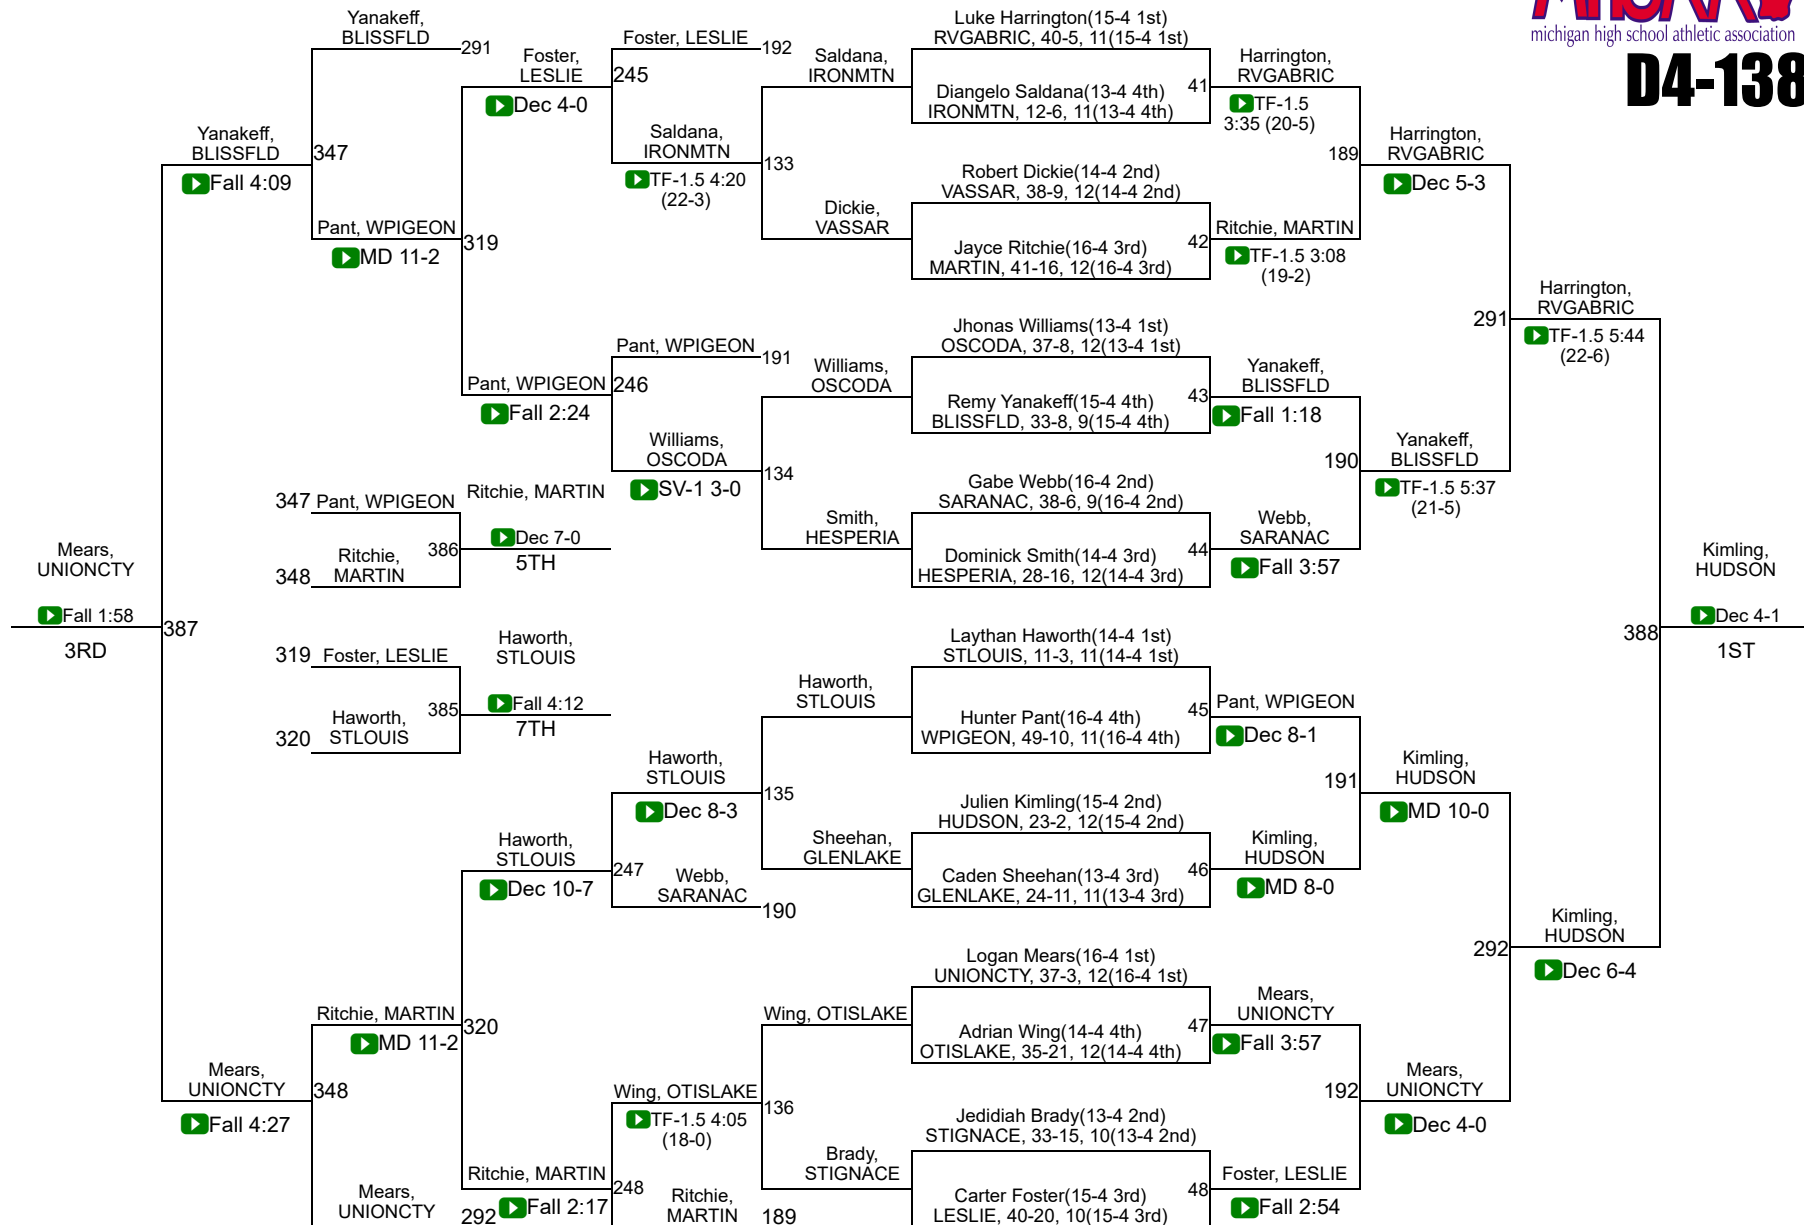 MHSAA
michigan high school athletic association
D4-138
Yanakeff,
BLISSFLD
291
Foster,
LESLIE
245
Dec 4-0
Foster, LESLIE
192
Saldana,
IRONMTN
Luke Harrington(15-4 1st)
RVGABRIC, 40-5, 11(15-4 1st)
Diangelo Saldana(13-4 4th)
IRONMTN, 12-6, 11(13-4 4th)
41
Harrington,
RVGABRIC
TF-1.5
3:35 (20-5)
Yanakeff,
BLISSFLD
347
Fall 4:09
Saldana,
IRONMTN
133
TF-1.5 4:20
(22-3)
Robert Dickie(14-4 2nd)
VASSAR, 38-9, 12(14-4 2nd)
189
Harrington,
RVGABRIC
Dec 5-3
Dickie,
VASSAR
Jayce Ritchie(16-4 3rd)
MARTIN, 41-16, 12(16-4 3rd)
42
Ritchie, MARTIN
TF-1.5 3:08
(19-2)
Pant, WPIGEON
319
MD 11-2
Harrington,
RVGABRIC
291
TF-1.5 5:44
(22-6)
Pant, WPIGEON
191
Jhonas Williams(13-4 1st)
OSCODA, 37-8, 12(13-4 1st)
Williams,
OSCODA
Pant, WPIGEON
246
Fall 2:24
Remy Yanakeff(15-4 4th)
BLISSFLD, 33-8, 9(15-4 4th)
43
Yanakeff,
BLISSFLD
Fall 1:18
Williams,
OSCODA
134
SV-1 3-0
190
Yanakeff,
BLISSFLD
TF-1.5 5:37
(21-5)
Gabe Webb(16-4 2nd)
SARANAC, 38-6, 9(16-4 2nd)
347
Pant, WPIGEON
Ritchie, MARTIN
Smith,
HESPERIA
Webb,
SARANAC
386
Dec 7-0
5TH
348
Ritchie,
MARTIN
Dominick Smith(14-4 3rd)
HESPERIA, 28-16, 12(14-4 3rd)
44
Fall 3:57
Mears,
UNIONCTY
Fall 1:58
387
3RD
Kimling,
HUDSON
Dec 4-1
388
1ST
319
Foster, LESLIE
Haworth,
STLOUIS
Laythan Haworth(14-4 1st)
STLOUIS, 11-3, 11(14-4 1st)
Haworth,
STLOUIS
385
Fall 4:12
7TH
320
Haworth,
STLOUIS
Hunter Pant(16-4 4th)
WPIGEON, 49-10, 11(16-4 4th)
45
Pant, WPIGEON
Dec 8-1
Haworth,
STLOUIS
135
Dec 8-3
191
Kimling,
HUDSON
MD 10-0
Julien Kimling(15-4 2nd)
HUDSON, 23-2, 12(15-4 2nd)
Haworth,
STLOUIS
247
Dec 10-7
Sheehan,
GLENLAKE
Caden Sheehan(13-4 3rd)
GLENLAKE, 24-11, 11(13-4 3rd)
46
Kimling,
HUDSON
MD 8-0
Webb,
SARANAC
190
Kimling,
HUDSON
292
Dec 6-4
Logan Mears(16-4 1st)
UNIONCTY, 37-3, 12(16-4 1st)
Ritchie, MARTIN
320
MD 11-2
Wing, OTISLAKE
Adrian Wing(14-4 4th)
OTISLAKE, 35-21, 12(14-4 4th)
47
Mears,
UNIONCTY
Fall 3:57
Mears,
UNIONCTY
348
Fall 4:27
Wing, OTISLAKE
136
TF-1.5 4:05
(18-0)
192
Mears,
UNIONCTY
Dec 4-0
Jedidiah Brady(13-4 2nd)
STIGNACE, 33-15, 10(13-4 2nd)
Brady,
STIGNACE
Ritchie, MARTIN
248
Fall 2:17
Mears,
UNIONCTY
292
Ritchie,
MARTIN
189
Carter Foster(15-4 3rd)
LESLIE, 40-20, 10(15-4 3rd)
48
Foster, LESLIE
Fall 2:54